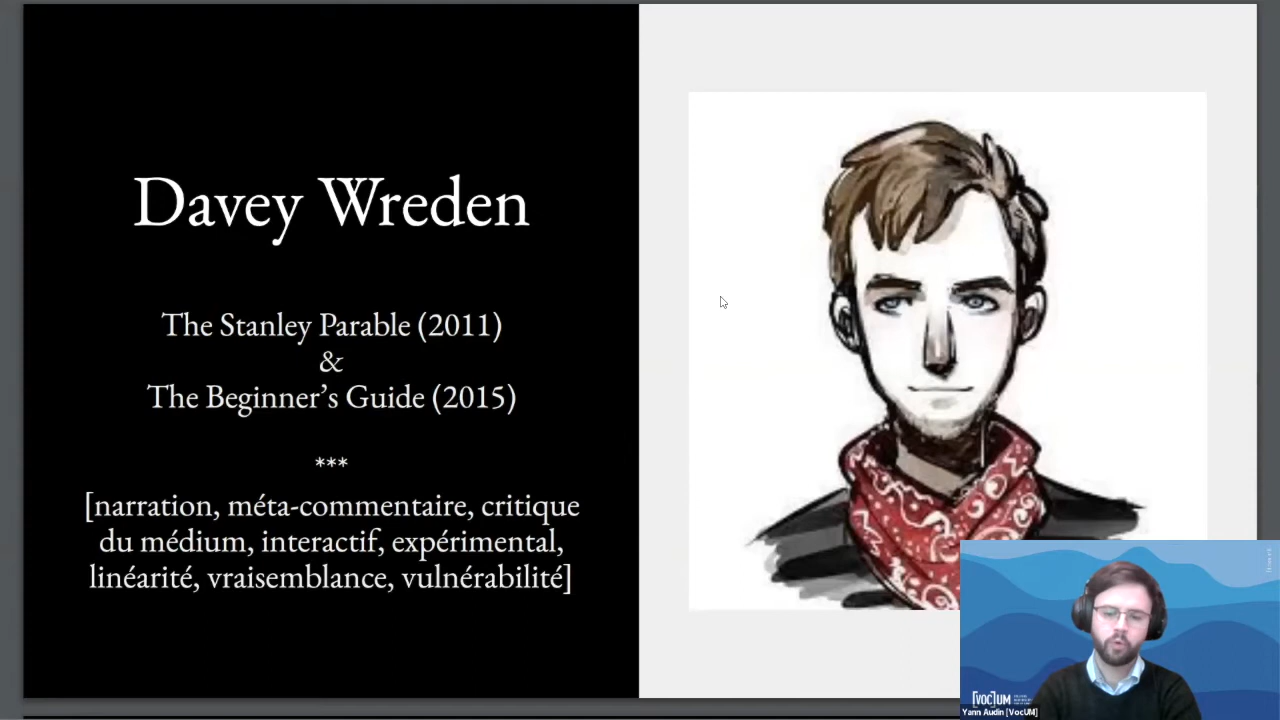 Davey Wreden
The Stanley Parable (2011)
&
The Beginner’s Guide (2015)
***
[narration, méta-commentaire, critique
du médium, interactif, expérimental,
linéarité, vraisemblance, vulnérabilité]
[VOC]UM
Yann Audin [VocUM]